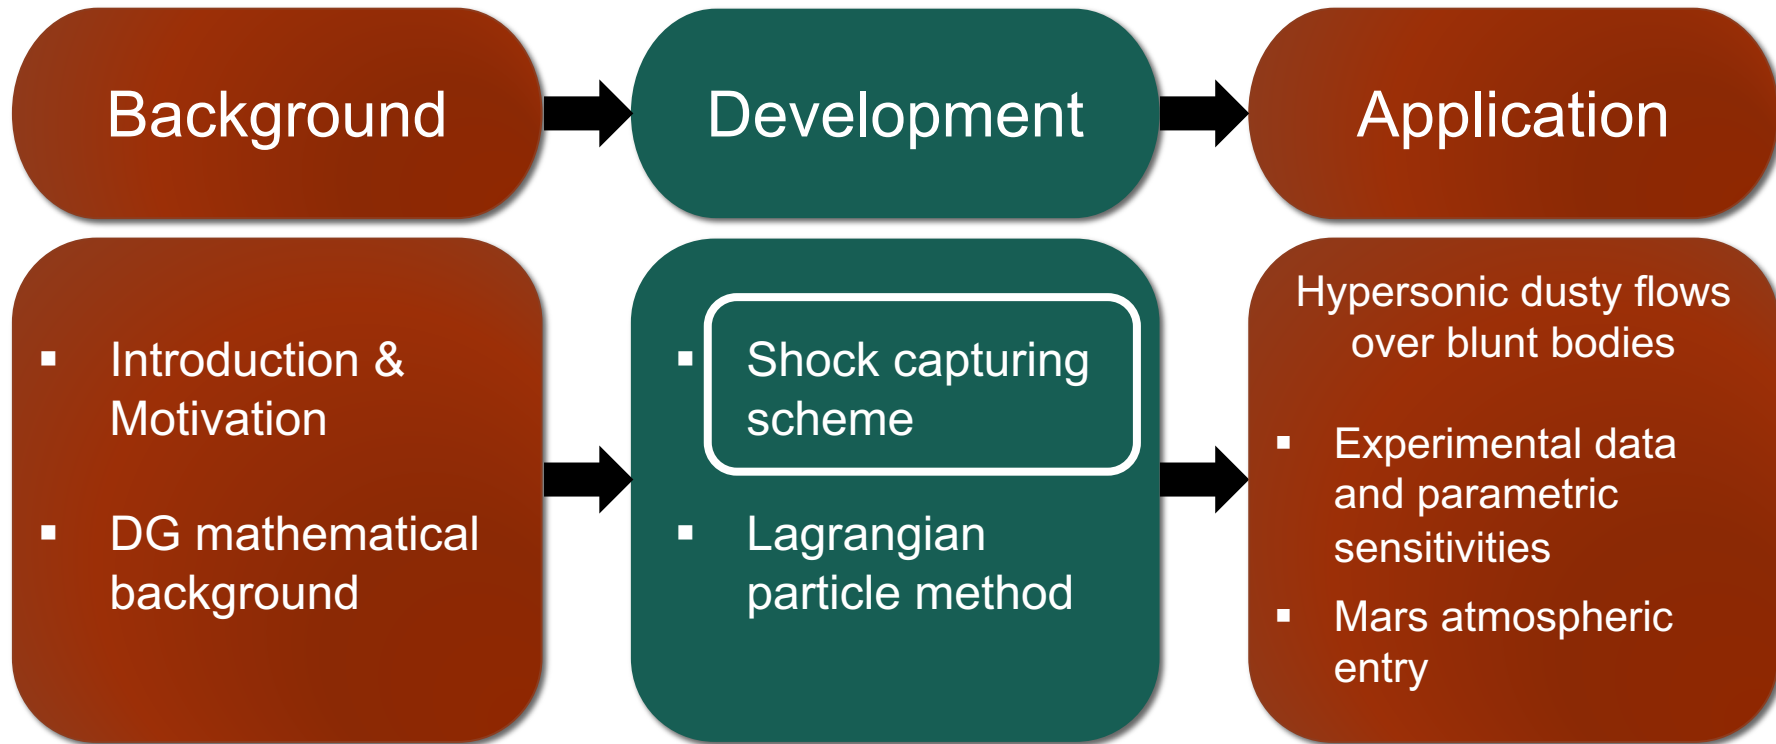 Background
Development
Application
▪ Introduction &
Motivation
▪ DG mathematical
background
▪ Shock capturing
scheme
▪ Lagrangian
particle method
Hypersonic dusty flows
over blunt bodies
▪ Experimental data
and parametric
sensitivities
▪ Mars atmospheric
entry